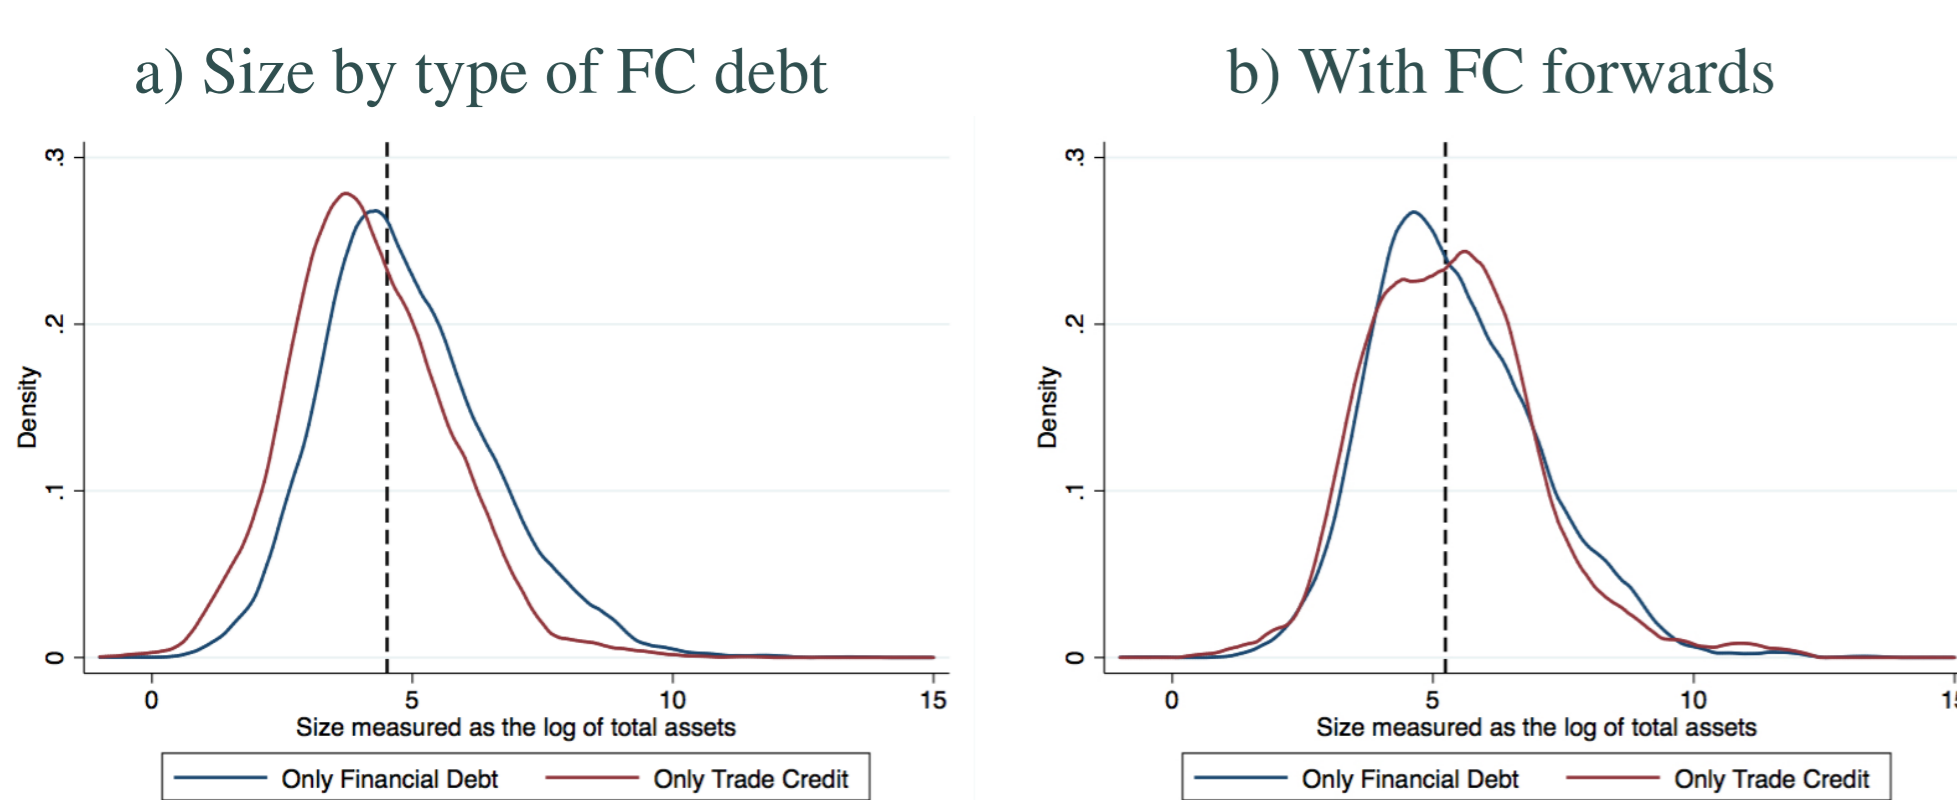 a) Size by type of FC debt
.3
.2
.1
0
Density
0 5 10 15
Size measured as the log of total assets
Only Financial Debt Only Trade Credit
b) With FC forwards
.3
.2
.1
0
Density
0 5 10 15
Size measured as the log of total assets
Only Financial Debt Only Trade Credit